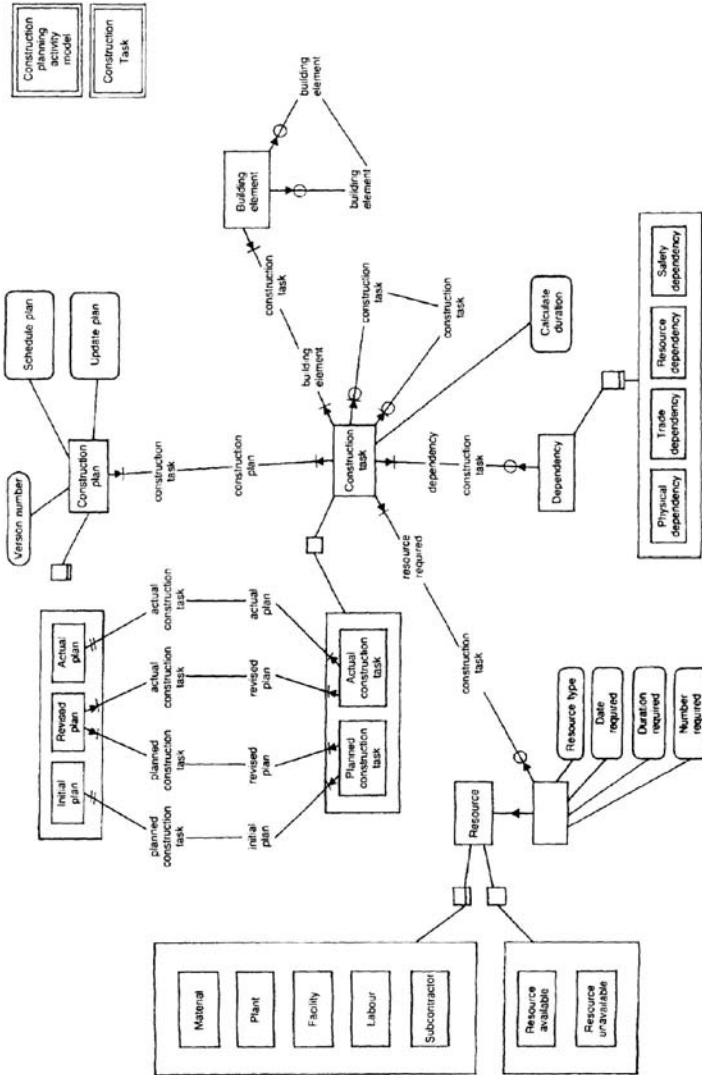 Construction
planning
activity
model
Construction
Task
Schedule plan
Update plan
Version number
Construction
plan
Building
element
building
element
building
element
construction
task
building
element
construction
task
construction
plan
construction
task
construction
task
Calculate
duration
Construction
task
Initial
plan
Revised
plan
Actual
plan
planned
construction
task
planned
construction
task
actual
construction
task
actual
construction
task
initial
plan
revised
plan
revised
plan
actual
plan
Planned
construction
task
Actual
construction
task
resource
required
dependency
construction
task
construction
task
Dependency
Physical
dependency
Trade
dependency
Resource
dependency
Safety
dependency
Resource
Resource type
Date
required
Duration
required
Number
required
Material
Plant
Facility
Labour
Subcontractor
Resource
available
Resource
unavailable